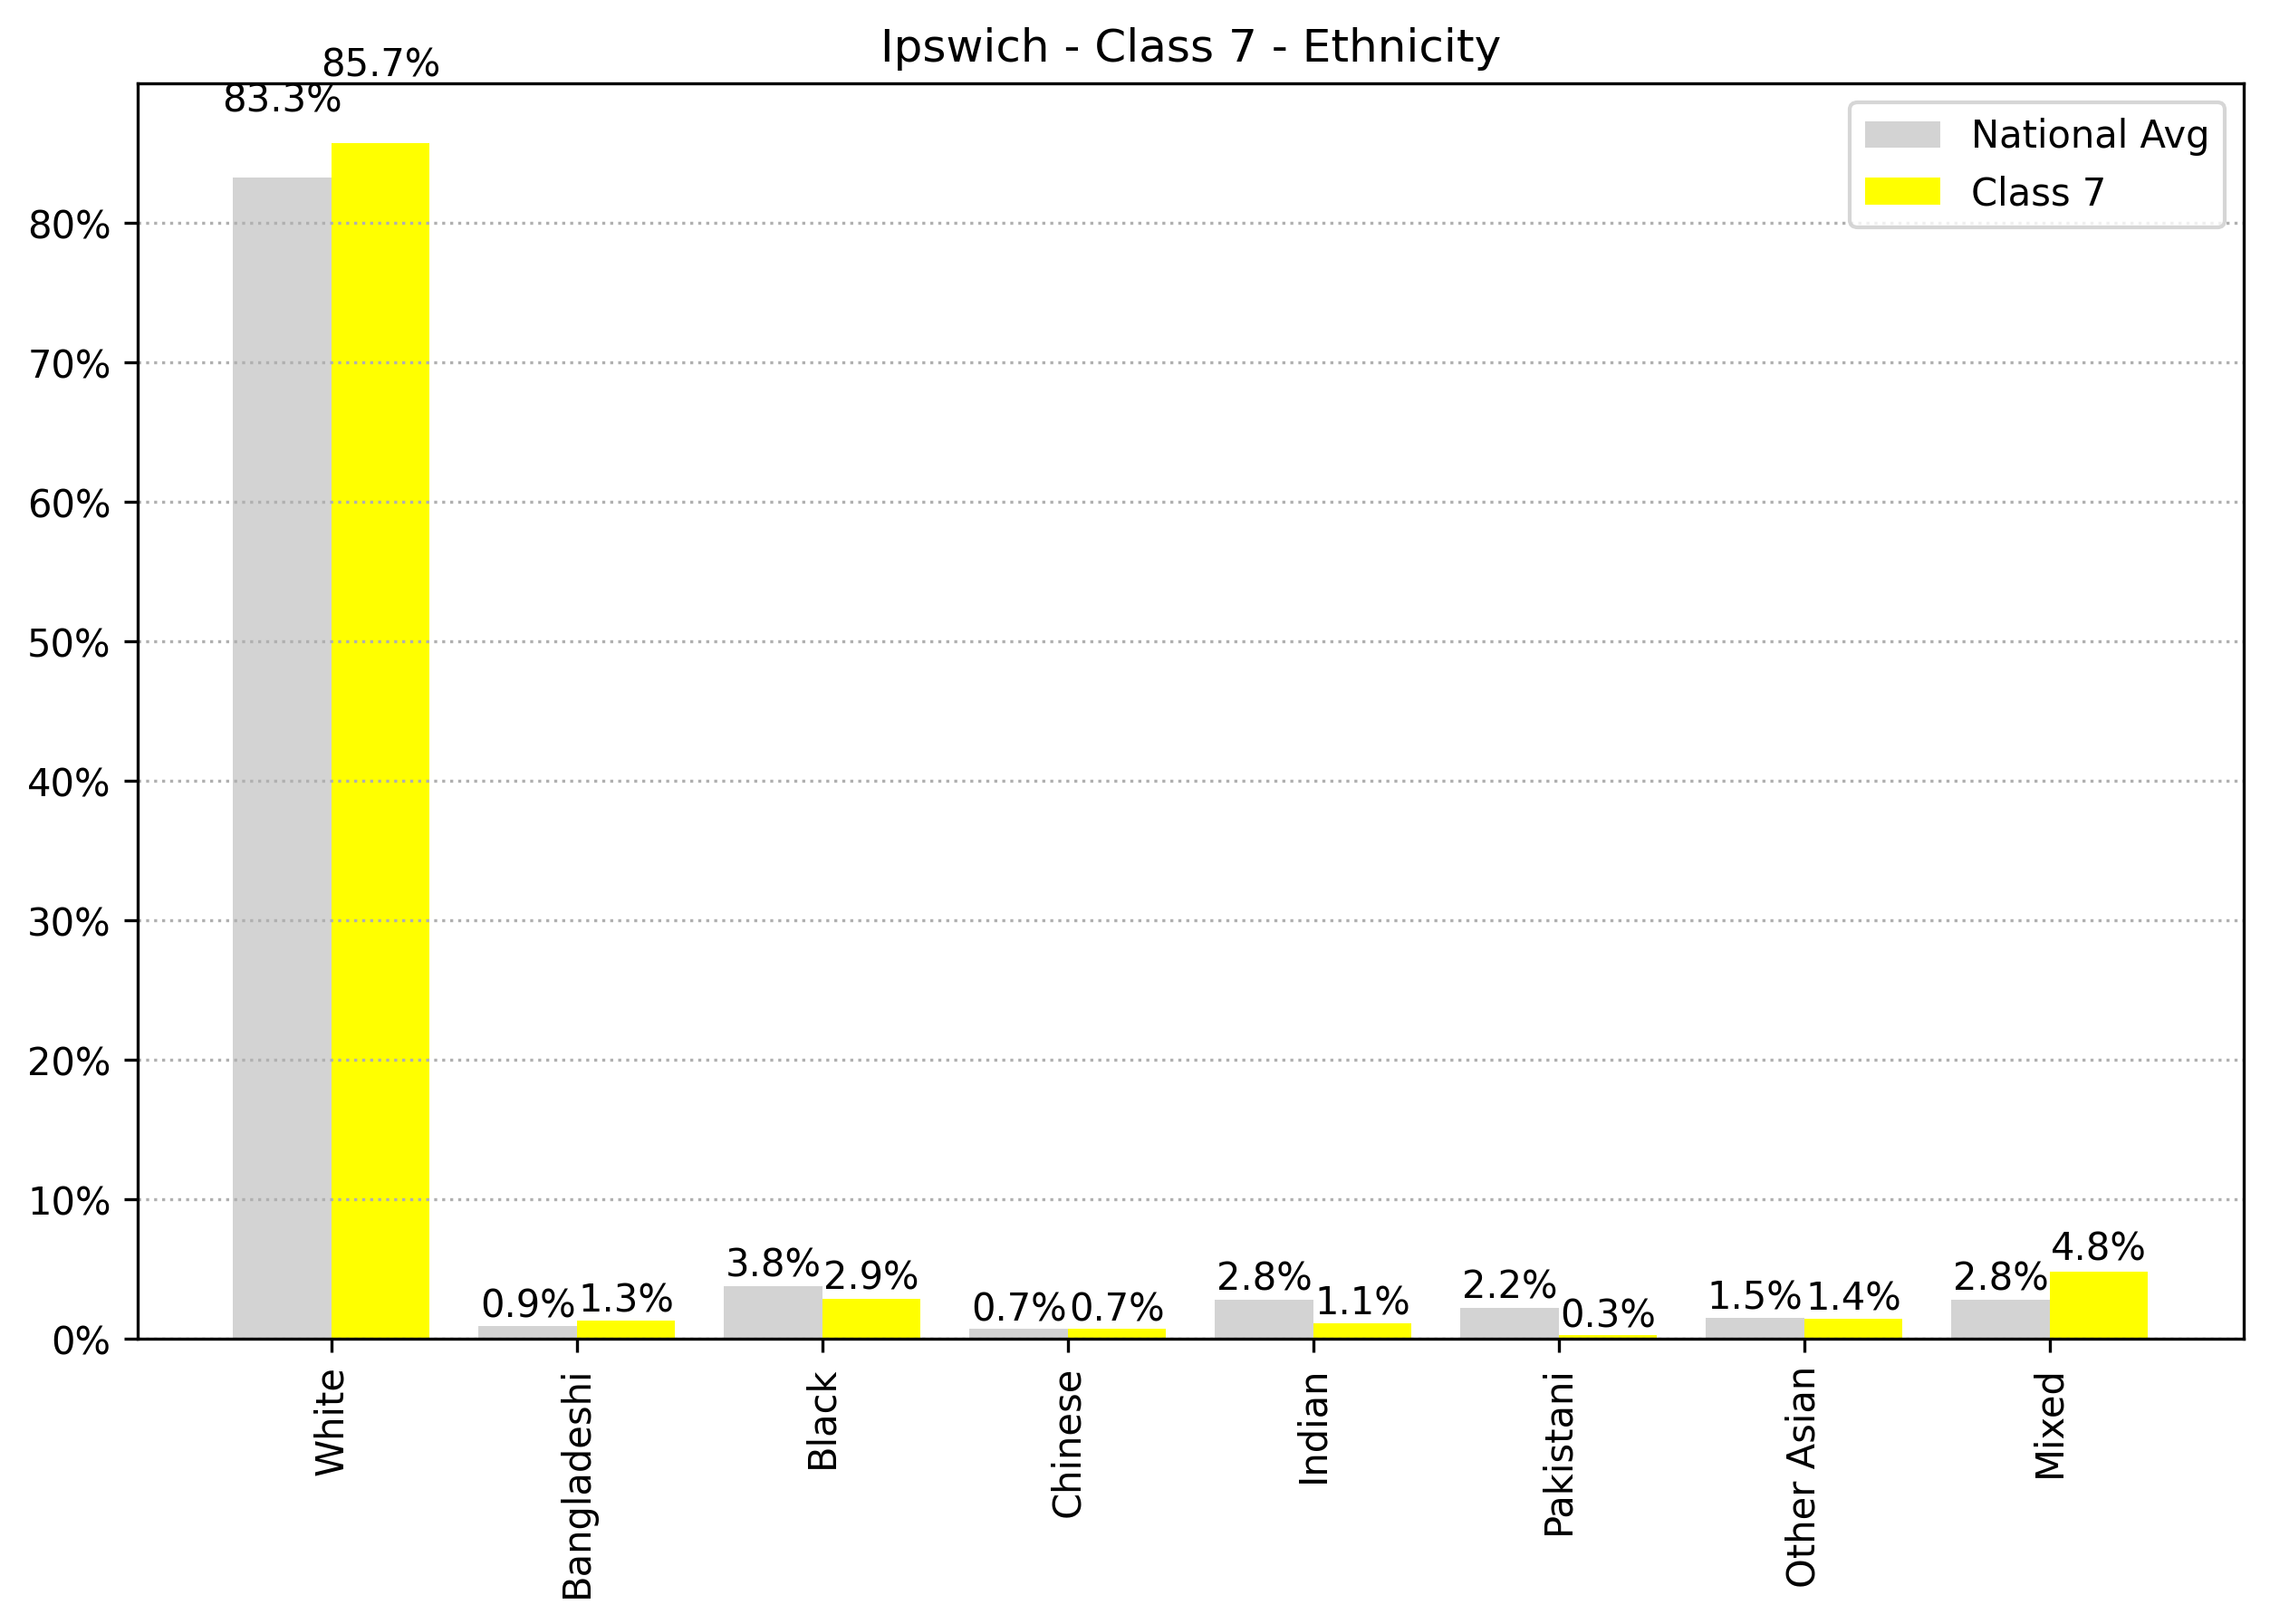 Ipswich - Class 7 - Ethnicity
85.7%
83.3%
National Avg
Class 7
80%
70%
60%
50%
40%
30%
20%
10%
0%
0.9%
1.3%
3.8%
2.9%
0.7%
0.7%
2.8%
1.1%
2.2%
0.3%
1.5%
1.4%
2.8%
4.8%
White
Bangladeshi
Black
Chinese
Indian
Pakistani
Other Asian
Mixed